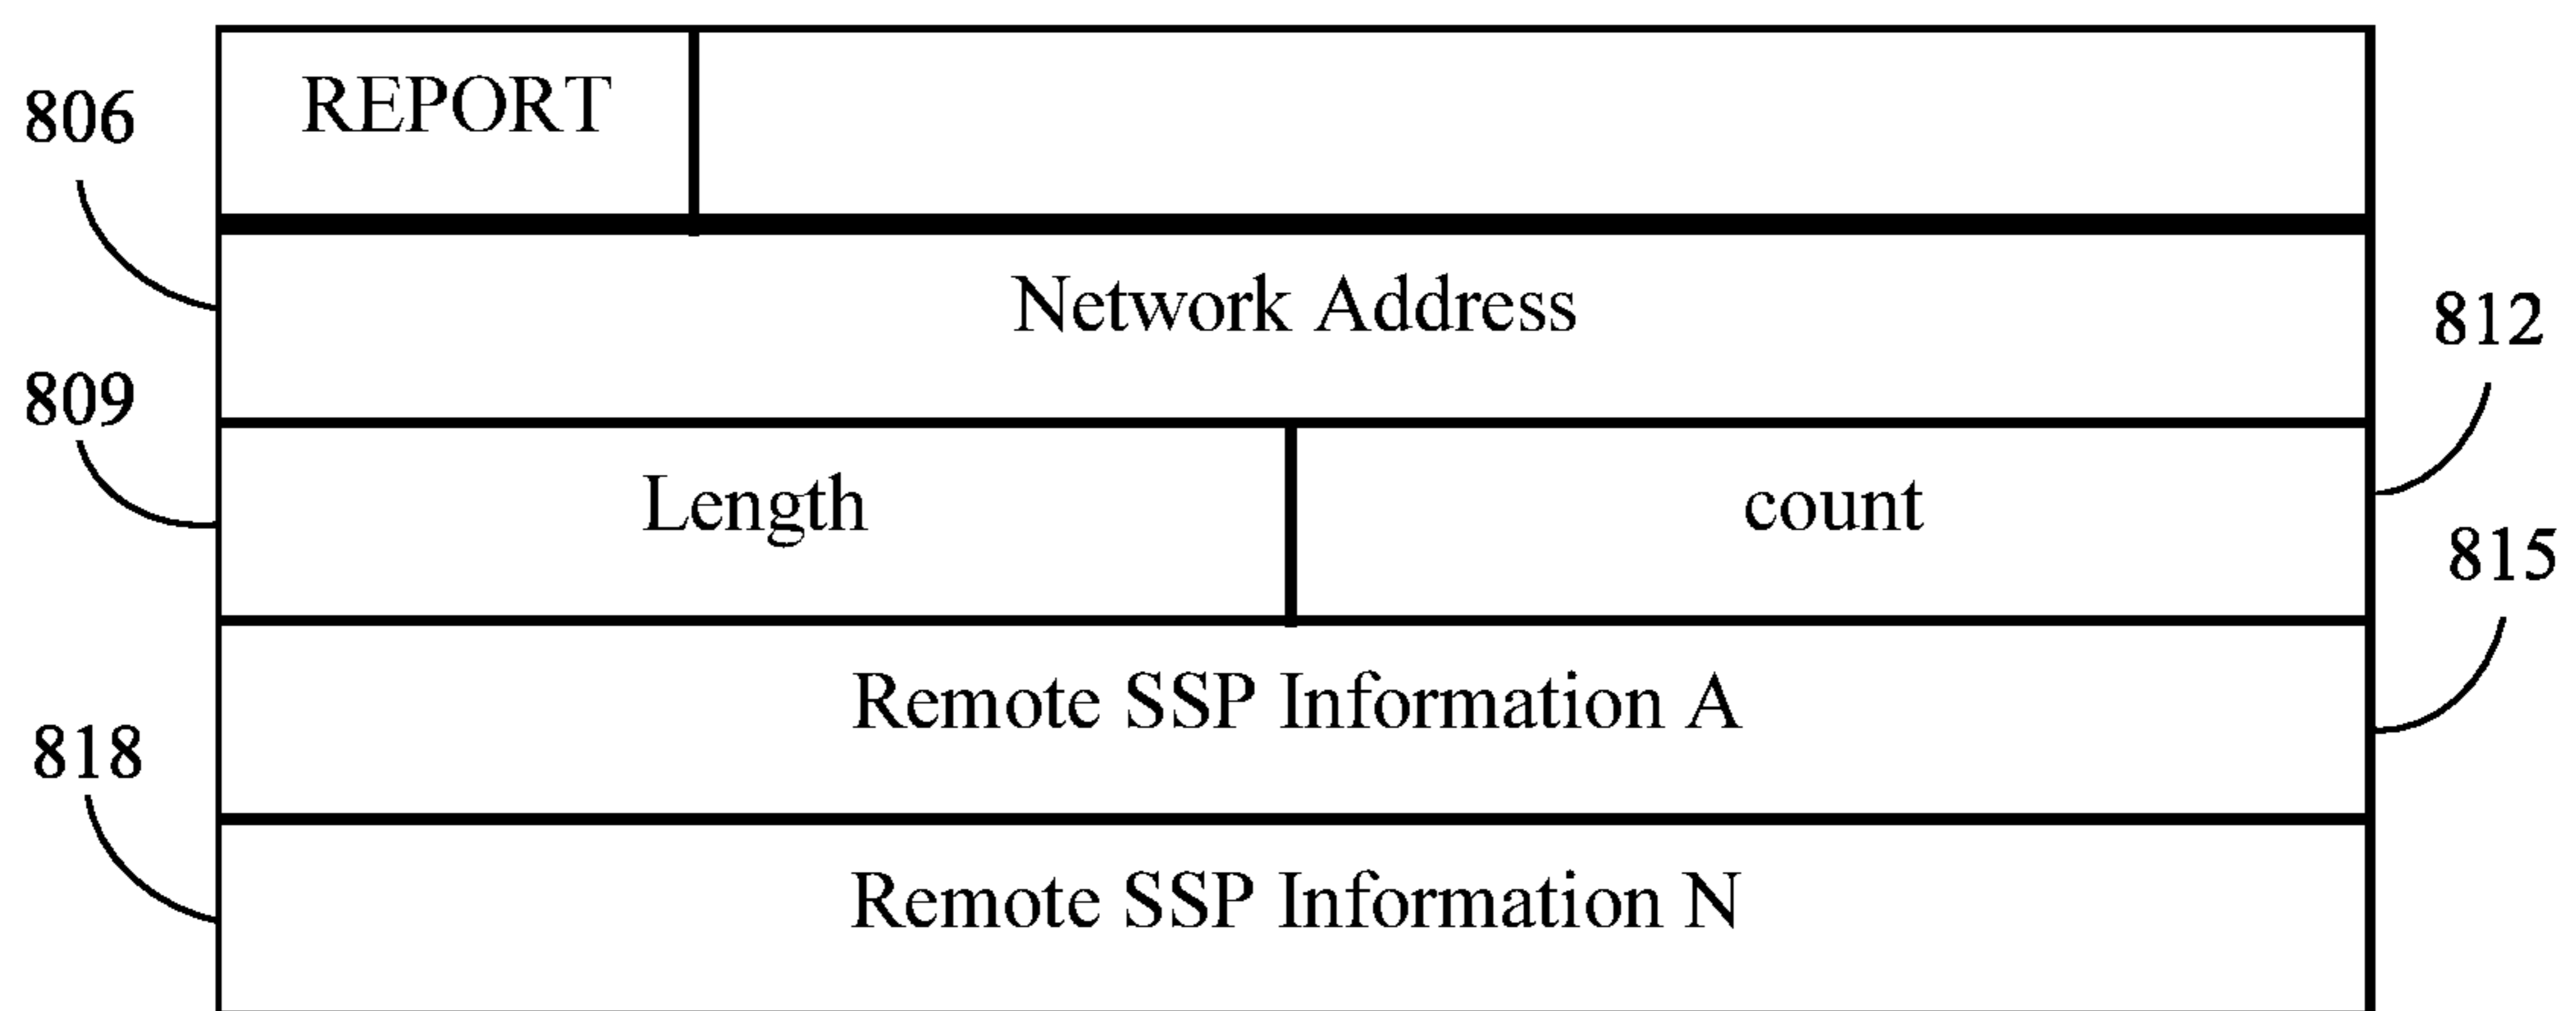 REPORT
806
Network Address
812
809
Length count
815
Remote SSP Information A
818
Remote SSP Information N